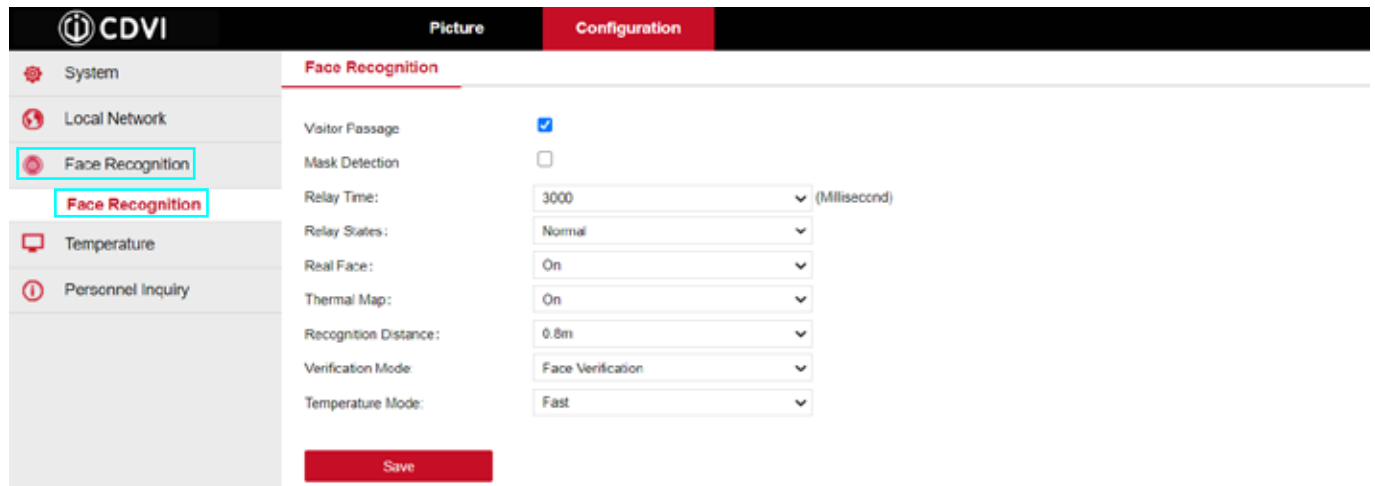 CDVI
Picture
Configuration
System
Local Network
Face Recognition
Face Recognition
Temperature
Personnel Inquiry
Face Recognition
Visitor Passage
Mask Detection
Relay Time: 3000 (Millisecond)
Relay States: Normal
Real Face: On
Thermal Map: On
Recognition Distance: 0.8m
Verification Mode: Face Verification
Temperature Mode: Fast
Save